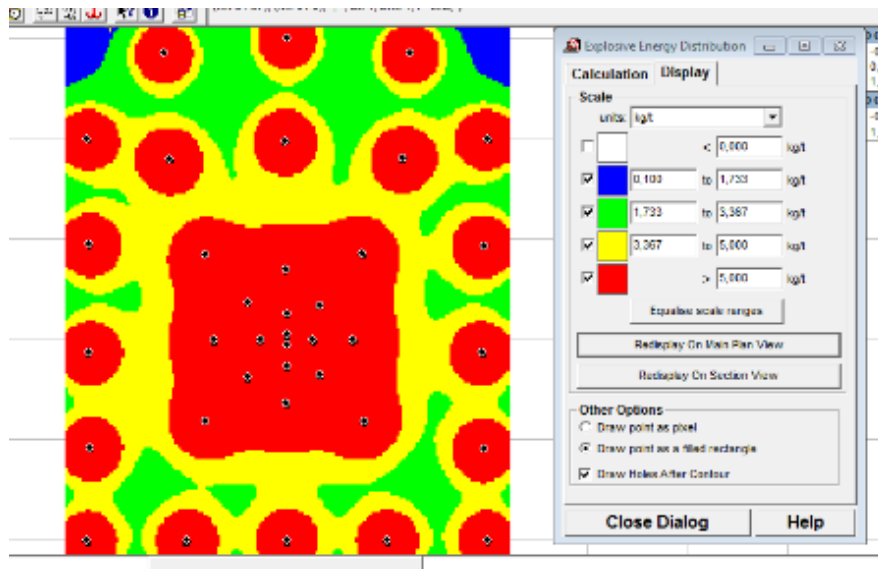 Explosive Energy Distribution
Calculation Display
Scale
units: kg/t
< 0,000 kg/t
0,100 to 1,733 kg/t
1,733 to 3,367 kg/t
3,367 to 5,000 kg/t
> 5,000 kg/t
Equalise scale ranges
Redisplay On Main Plan View
Redisplay On Section View
Other Options
Draw point as pixel
Draw point as a filled rectangle
Draw Holes After Contour
Close Dialog Help